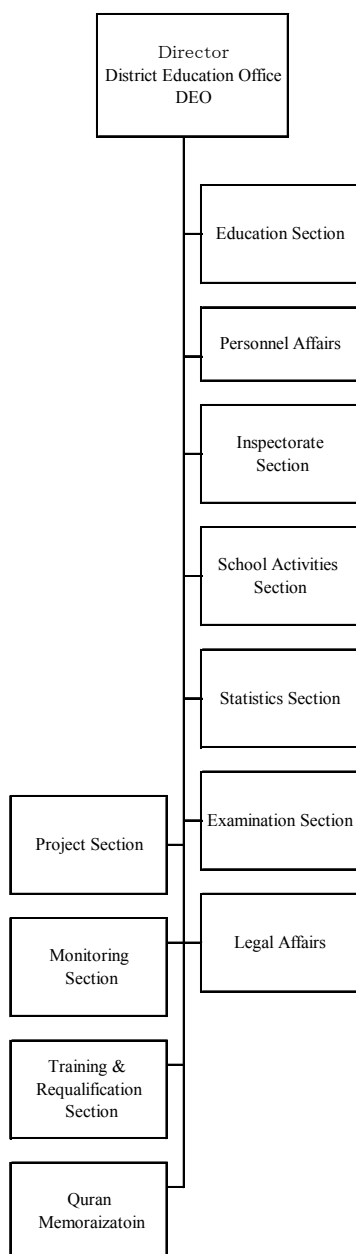 Director
District Education Office
DEO
Education Section
Personnel Affairs
Inspectorate
Section
School Activities
Section
Statistics Section
Examination Section
Project Section
Legal Affairs
Monitoring
Section
Training &
Requalification
Section
Quran
Memoraizatoin